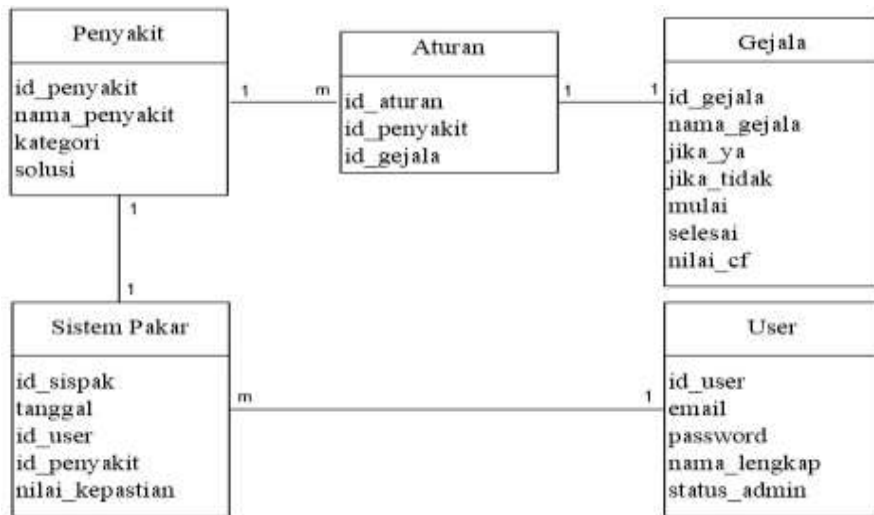 Penyakit
id_penyakit
nama_penyakit
kategori
solusi
1
m
Aturan
id_aturan
id_penyakit
id_gejala
1
1
Gejala
id_gejala
nama_gejala
jika_ya
jika_tidak
mulai
selesai
nilai_cf
1
1
Sistem Pakar
id_sispak
tanggal
id_user
id_penyakit
nilai_kepastian
m
1
User
id_user
email
password
nama_lengkap
status_admin